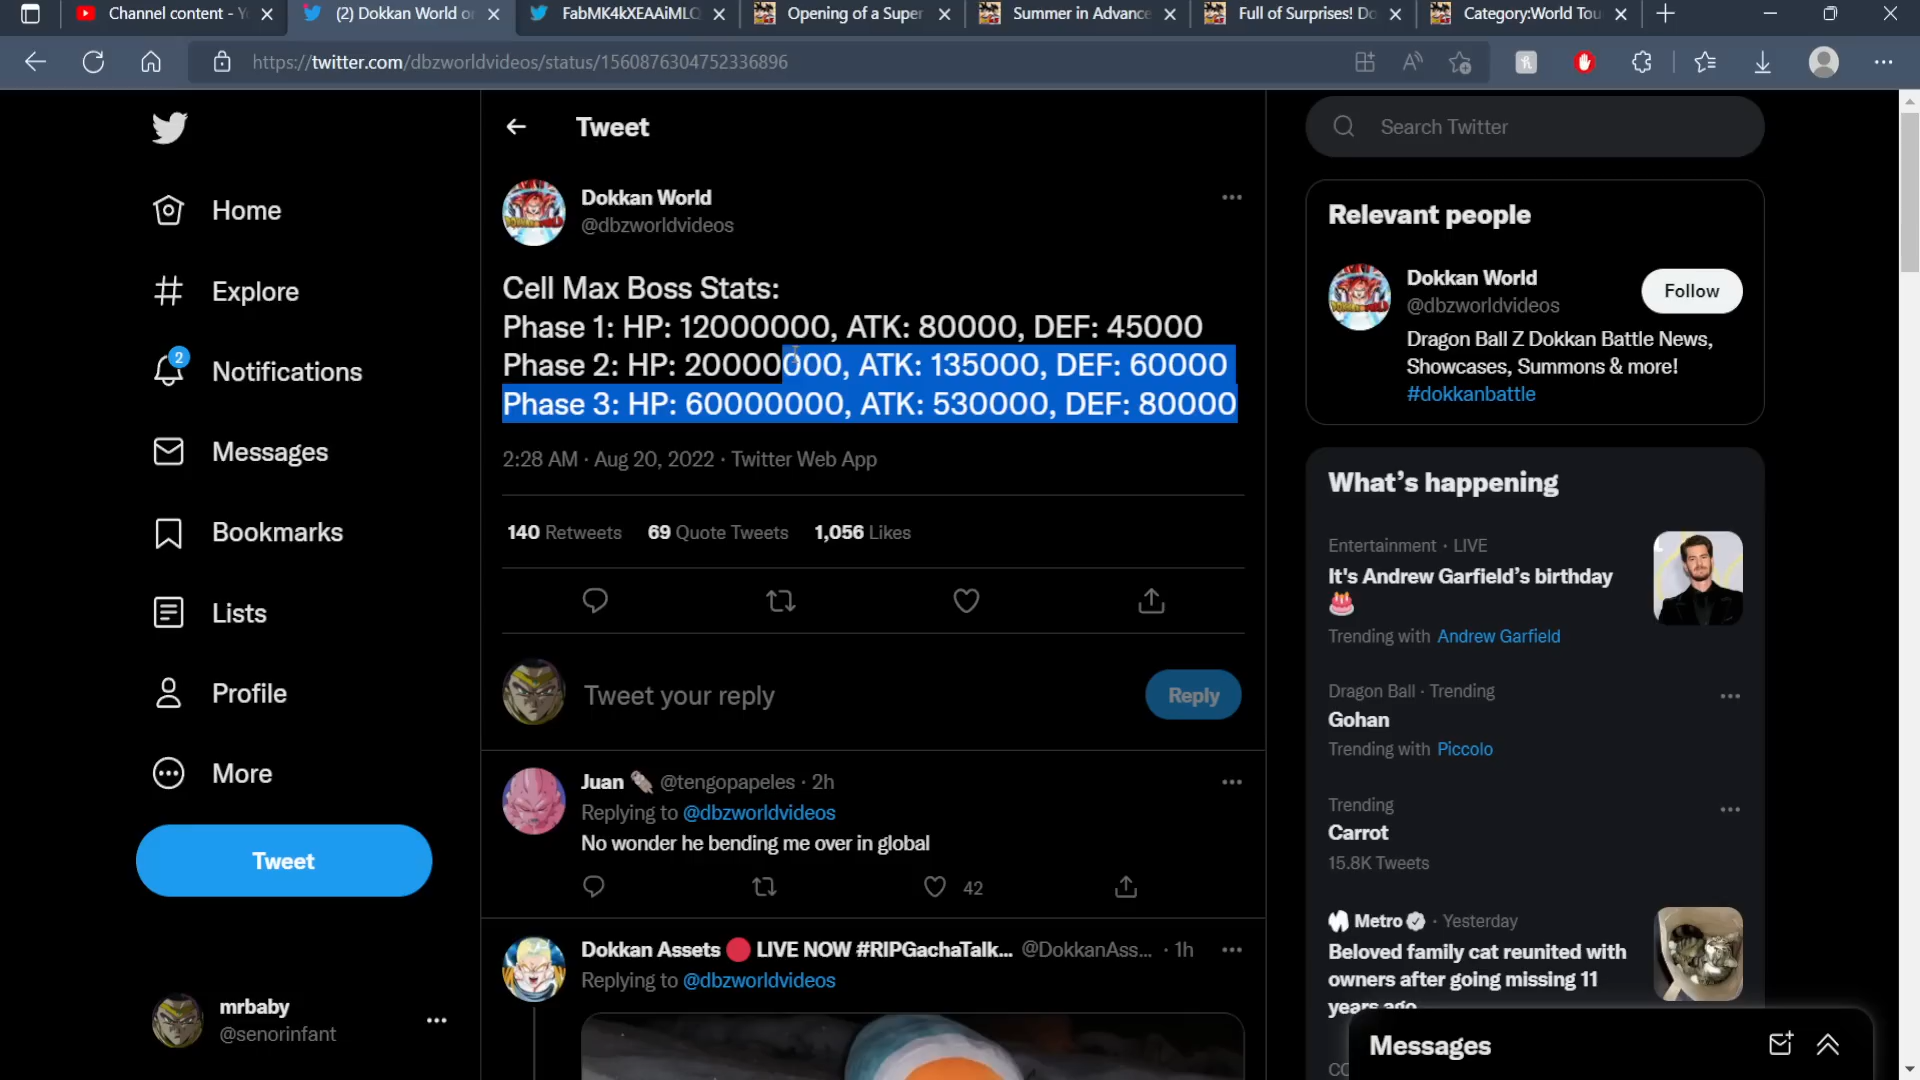 Channel content - Y
(2) Dokkan World o
FabMK4kXEAAiMLC
Opening of a Super
Summer in Advance
Full of Surprises! Do
Category:World Tou
https://twitter.com/dbzworldvideos/status/1560876304752336896
Home
Explore
2
Notifications
Messages
Bookmarks
Lists
Profile
More
Tweet
mrbaby
@senorinfant
Tweet
Dokkan World
@dbzworldvideos
Cell Max Boss Stats:
Phase 1: HP: 12000000, ATK: 80000, DEF: 45000
Phase 2: HP: 20000000, ATK: 135000, DEF: 60000
Phase 3: HP: 60000000, ATK: 530000, DEF: 80000
2:28 AM · Aug 20, 2022 · Twitter Web App
140 Retweets 69 Quote Tweets 1,056 Likes
Tweet your reply
Reply
Juan @tengopapeles · 2h
Replying to @dbzworldvideos
No wonder he bending me over in global
42
Dokkan Assets 🔴 LIVE NOW #RIPGachaTalk... @DokkanAss... · 1h
Replying to @dbzworldvideos
Search Twitter
Relevant people
Dokkan World
@dbzworldvideos
Follow
Dragon Ball Z Dokkan Battle News,
Showcases, Summons & more!
#dokkanbattle
What's happening
Entertainment · LIVE
It's Andrew Garfield's birthday
🎂
Trending with Andrew Garfield
Dragon Ball · Trending
Gohan
Trending with Piccolo
Trending
Carrot
15.8K Tweets
Metro · Yesterday
Beloved family cat reunited with
owners after going missing 11
years ago
Messages